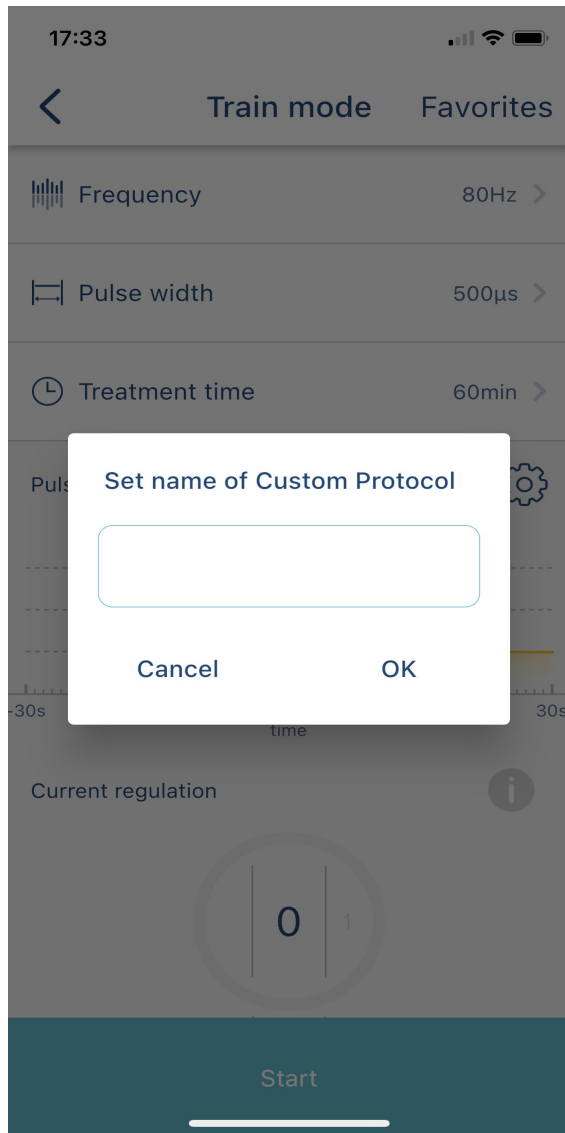 17:33
Train mode Favorites
Frequency 80Hz
Pulse width 500µs
Treatment time 60min
Set name of Custom Protocol
Cancel OK
-30s 30s
time
Current regulation
0 1
Start